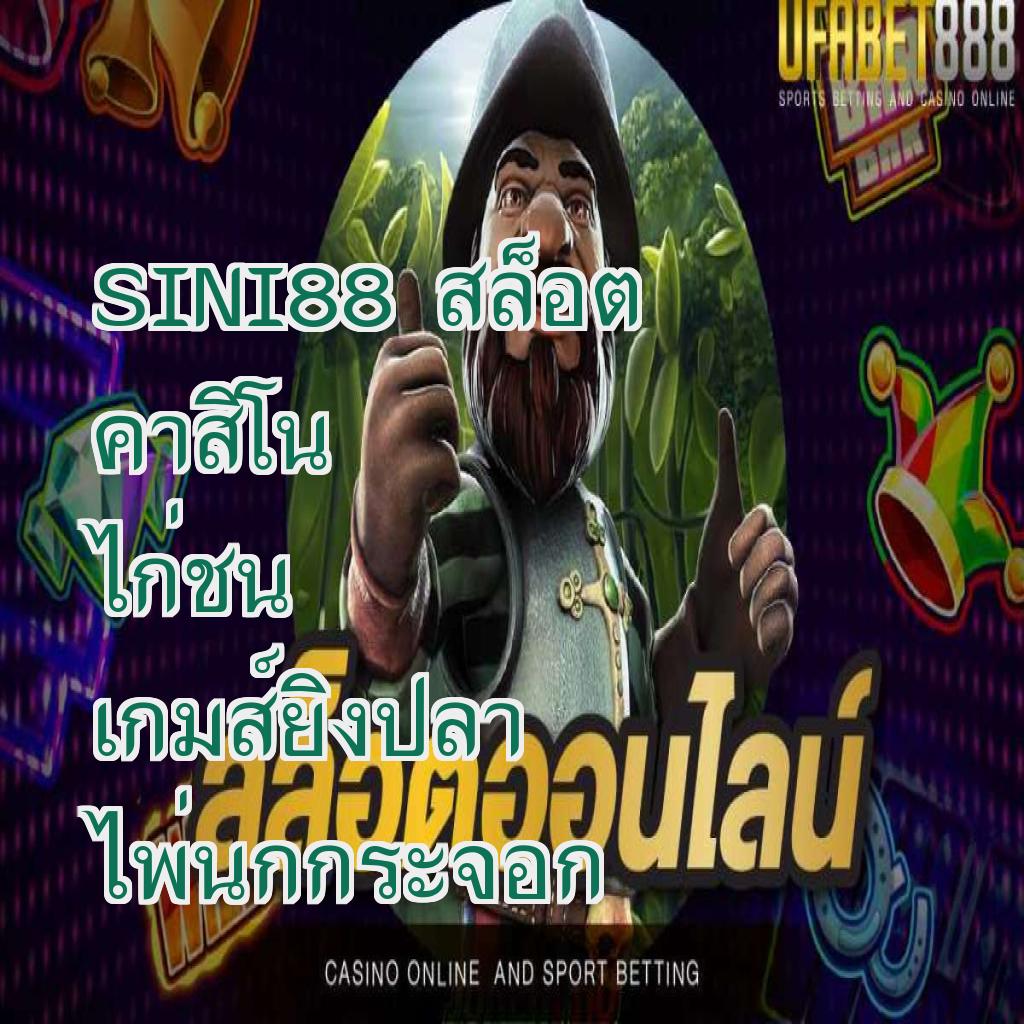 UFABET888
SPORTS BETTING AND CASINO ONLINE
SINI88 สล็อต
คาสีโน
ไก่ชน
เกมส์ยิงปลา
สล็อตออนไลน์
ไพ่นกกระจอก
CASINO ONLINE AND SPORT BETTING